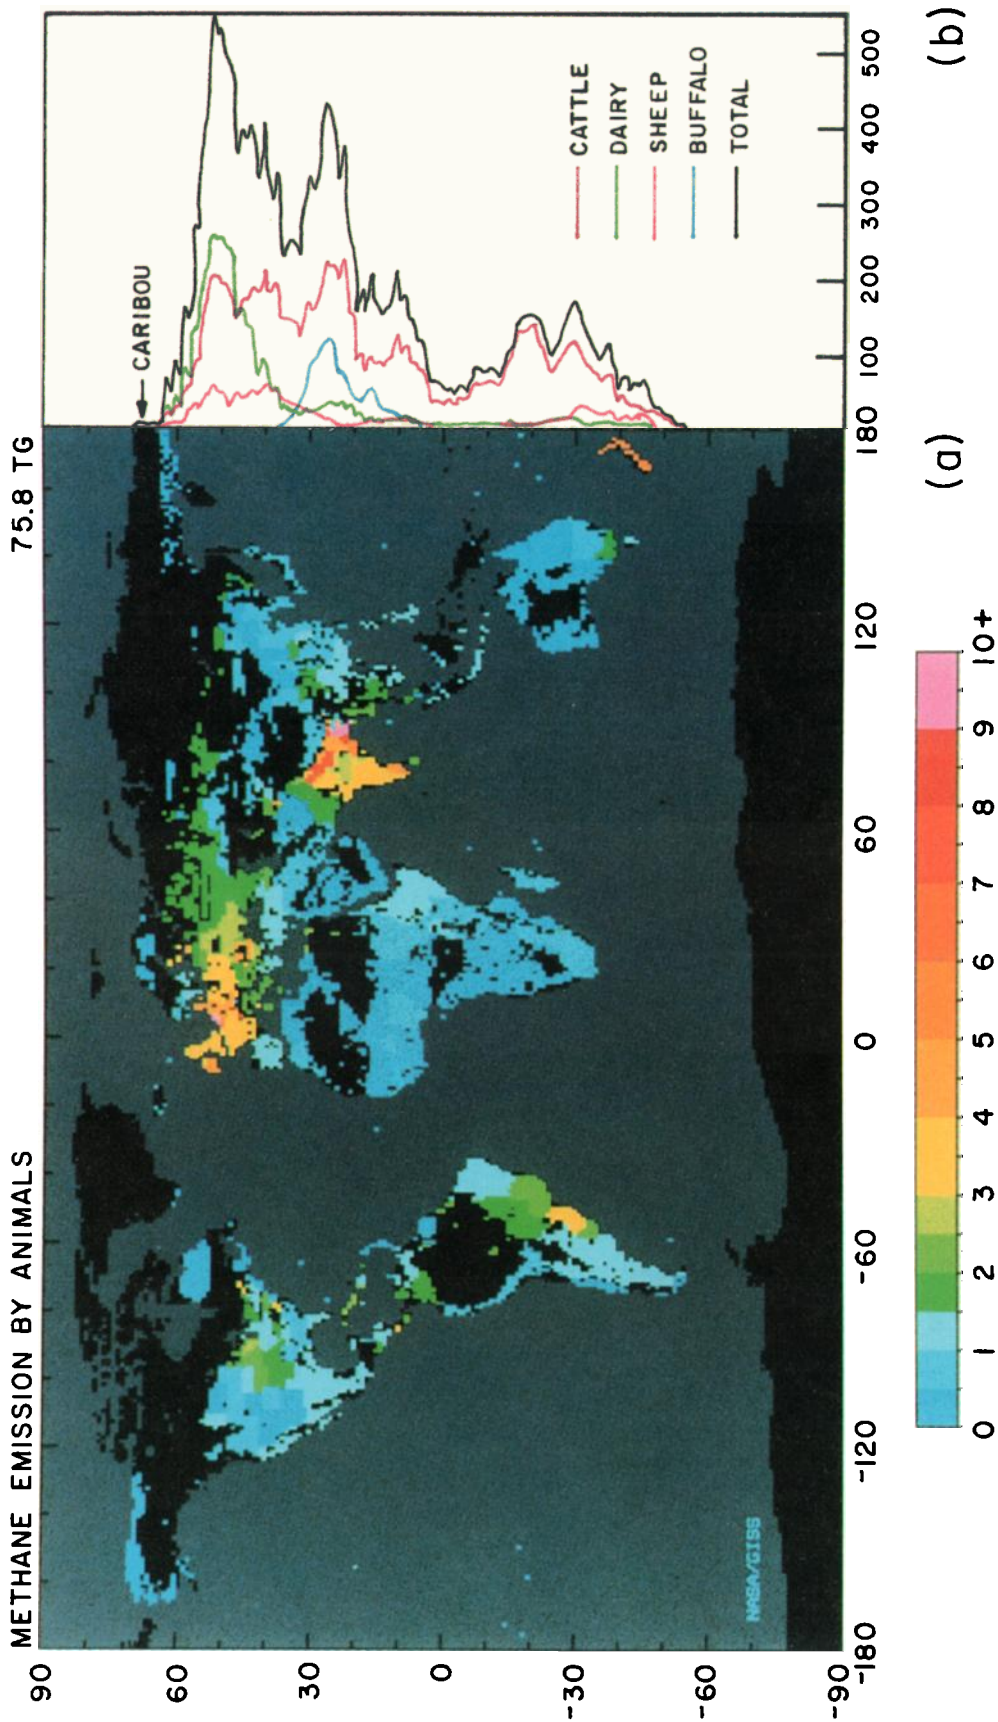 METHANE EMISSION BY ANIMALS 75.8 TG
90
60
30
0
-30
-60
-90
-180 -120 -60 0 60 120 180
100 200 300 400 500
CARIBOU
CATTLE
DAIRY
SHEEP
BUFFALO
TOTAL
NASA/GISS
0 1 2 3 4 5 6 7 8 9 10+
(a)
(b)